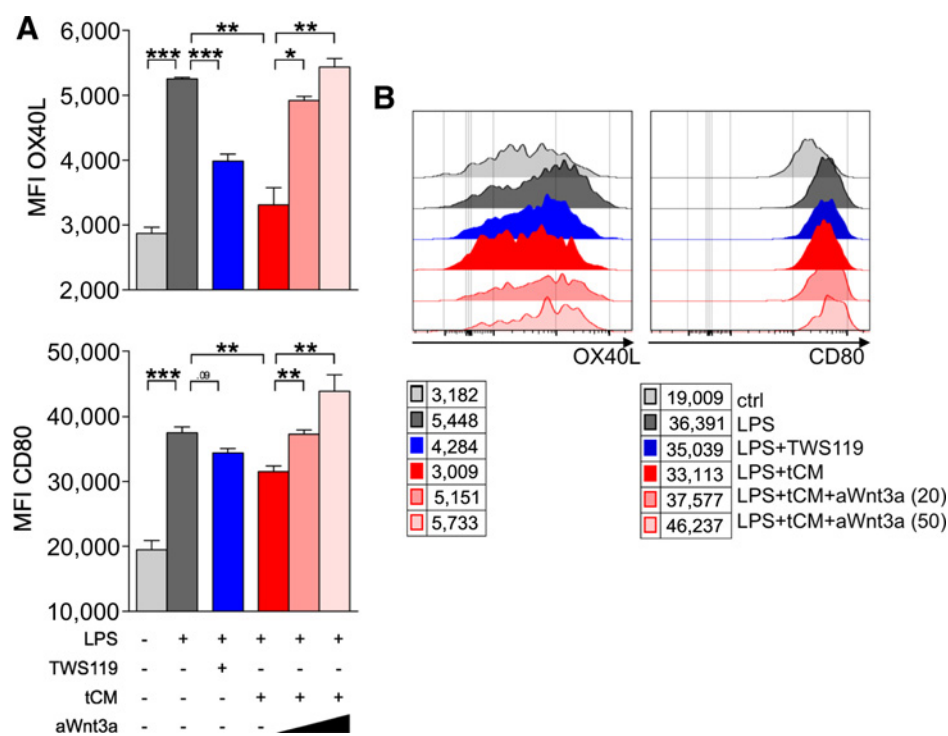 A
MFI OX40L
6,000
5,000
4,000
3,000
2,000
** **
*** *** *
MFI CD80
50,000
40,000
30,000
20,000
10,000
** **
*** .09 **
LPS - + + + + +
TWS119 - - + - - -
tCM - - - + + +
aWnt3a - - - -
B
OX40L CD80
3,182
5,448
4,284
3,009
5,151
5,733
19,009 ctrl
36,391 LPS
35,039 LPS+TWS119
33,113 LPS+tCM
37,577 LPS+tCM+aWnt3a (20)
46,237 LPS+tCM+aWnt3a (50)